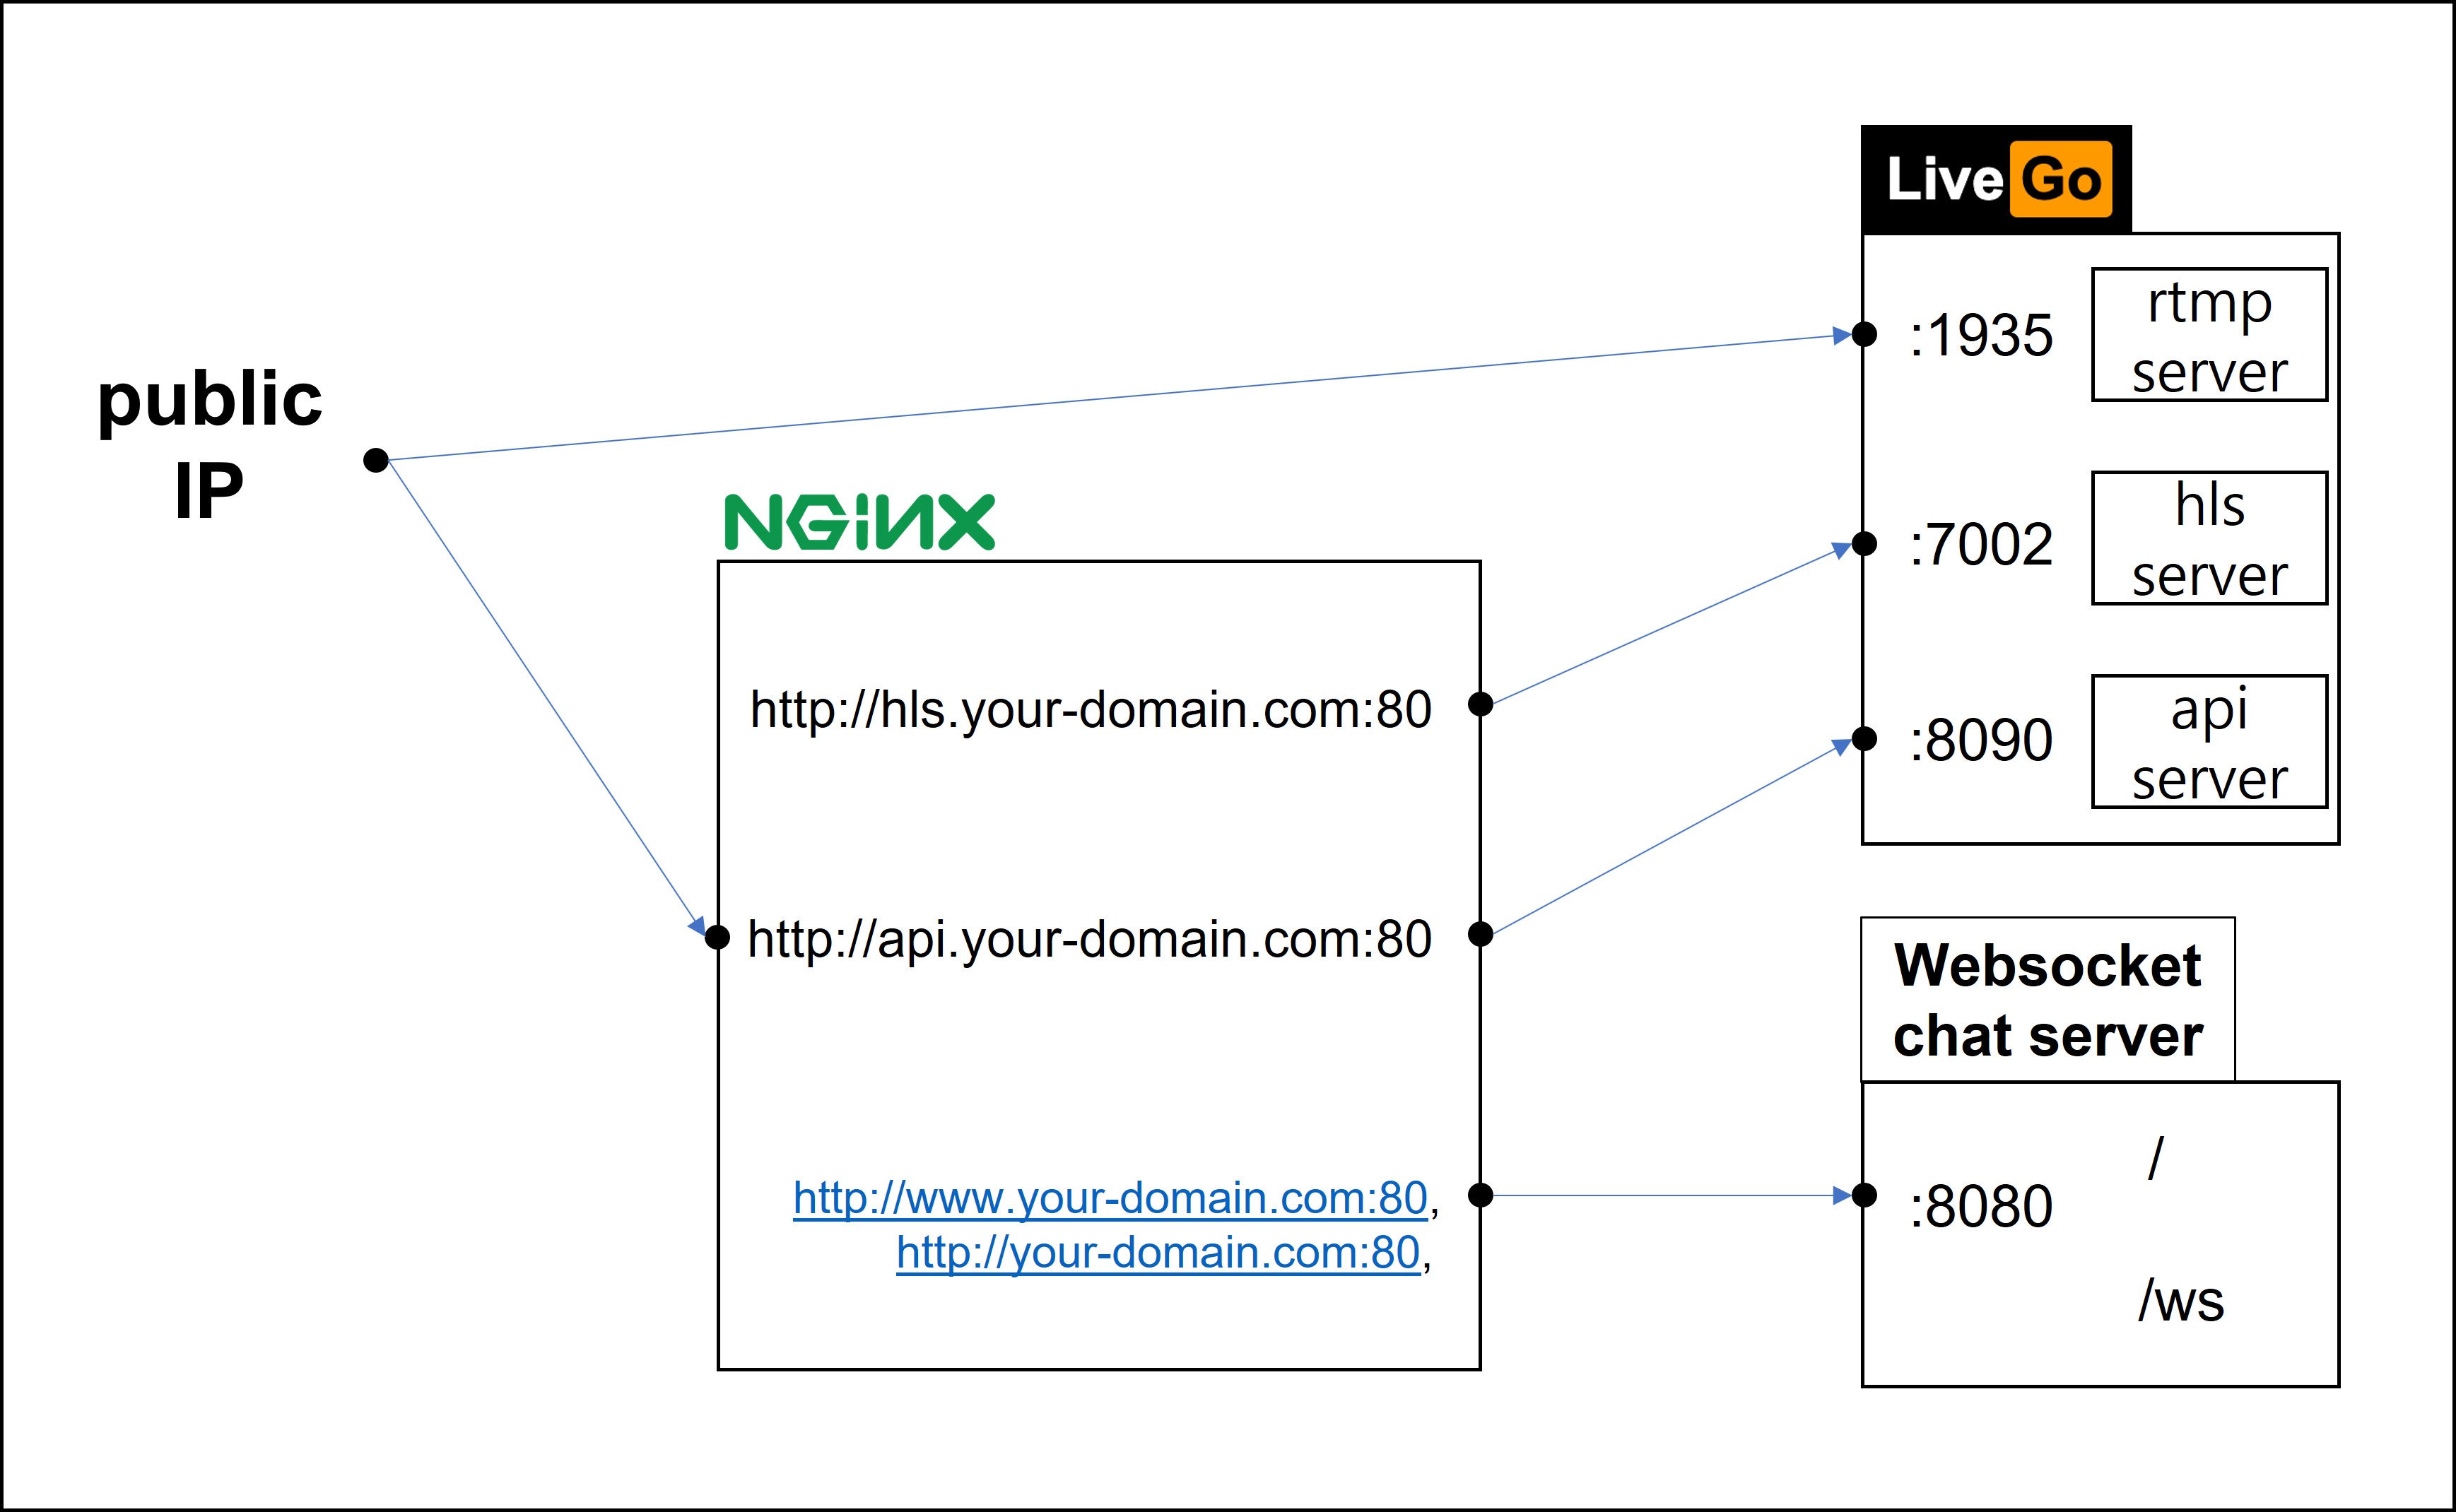 public
IP
NGINX
http://hls.your-domain.com:80
http://api.your-domain.com:80
http://www.your-domain.com:80,
http://your-domain.com:80,
Live Go
:1935
rtmp
server
:7002
hls
server
:8090
api
server
Websocket
chat server
:8080
/
/ws